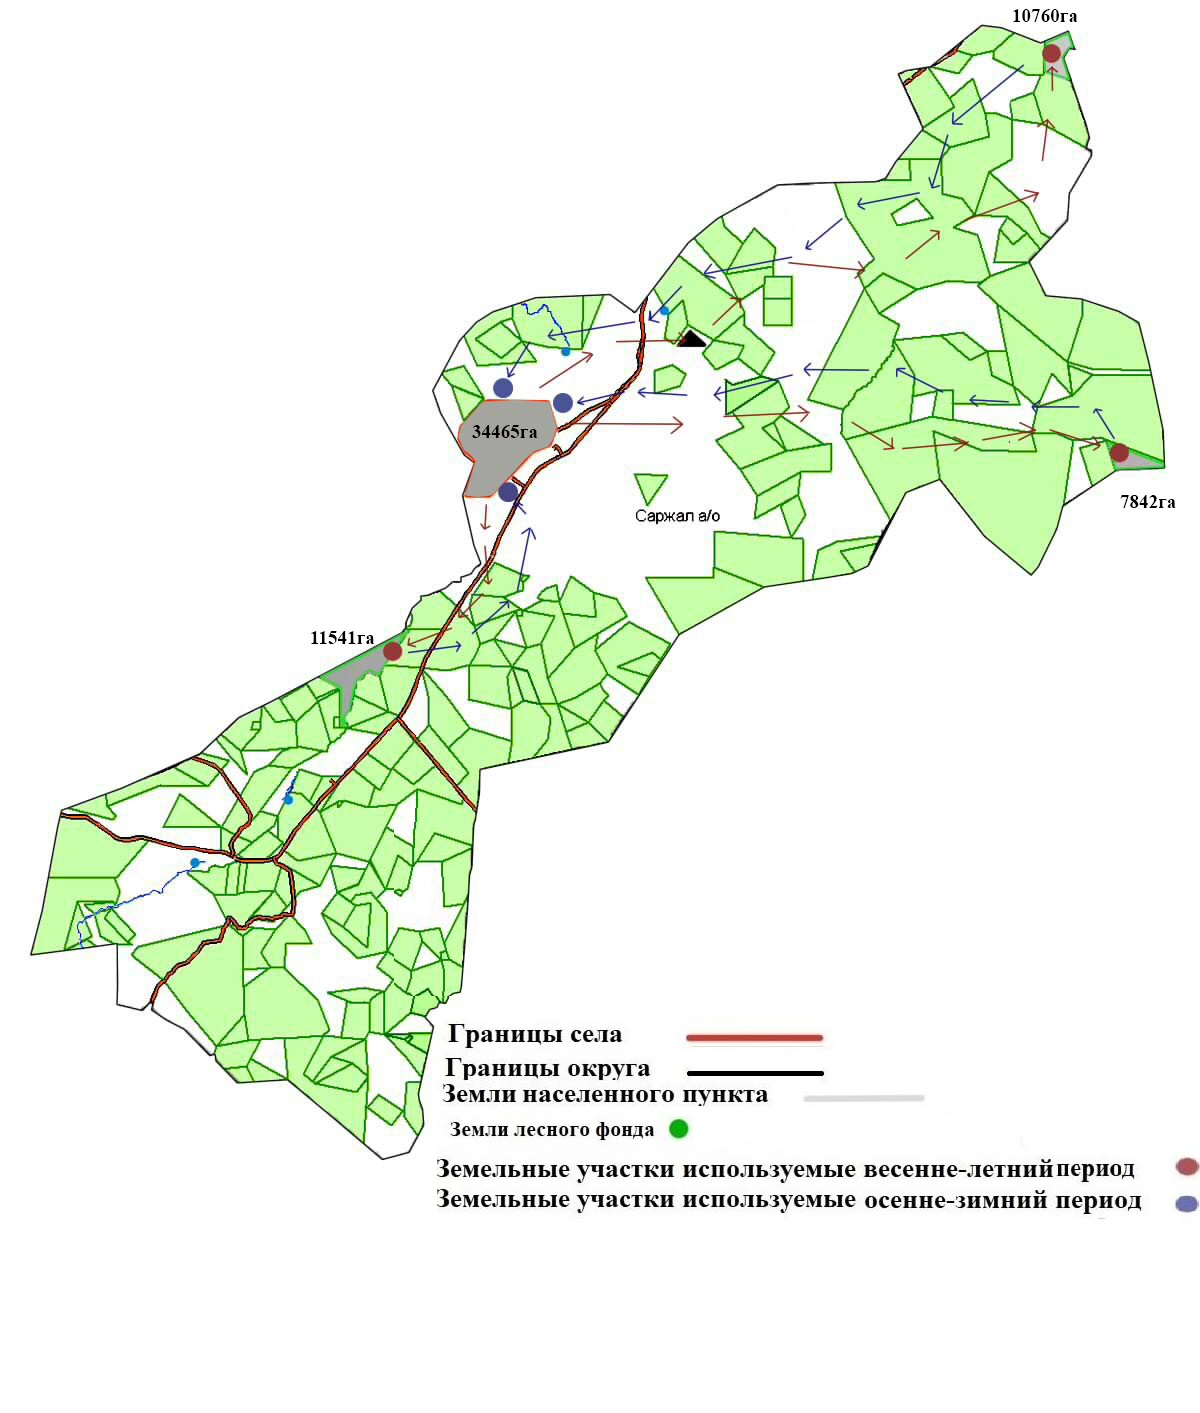 10760га
34465га
7842га
Саржал а/о
11541га
Границы села
Границы округа
Земли населенного пункта
Земли лесного фонда
Земельные участки используемые весенне-летний период
Земельные участки используемые осенне-зимний период